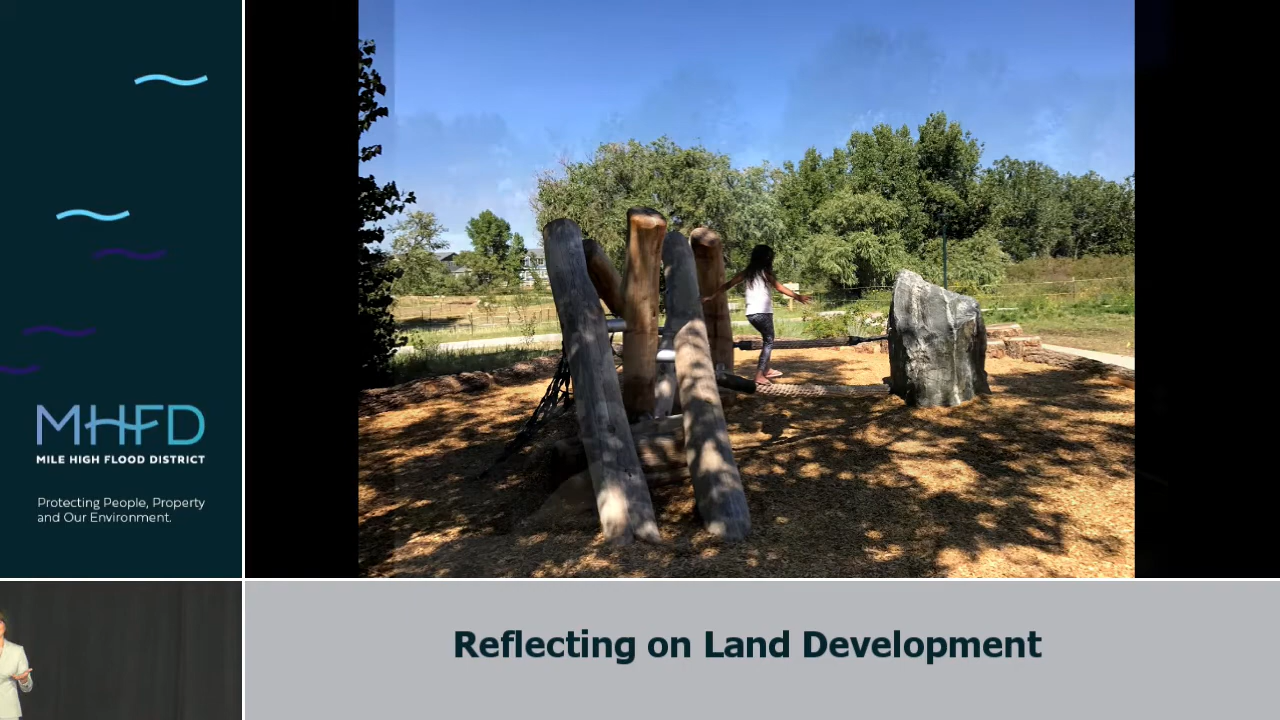 MHFD
MILE HIGH FLOOD DISTRICT
Protecting People, Property
and Our Environment.
Reflecting on Land Development